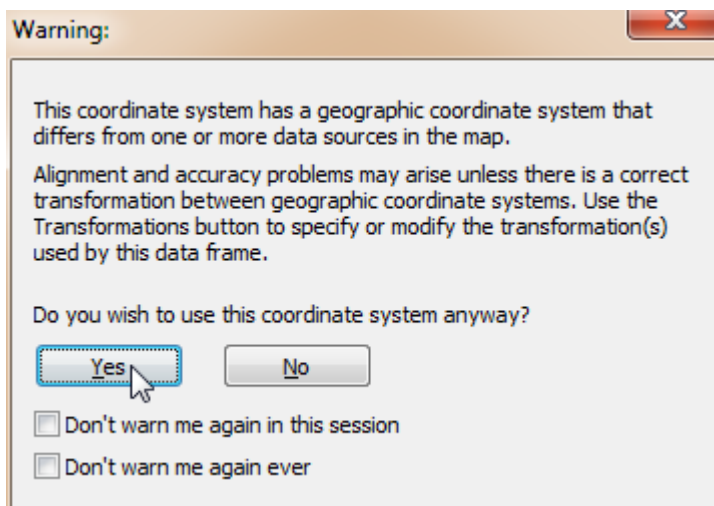 Warning:
This coordinate system has a geographic coordinate system that
differs from one or more data sources in the map.
Alignment and accuracy problems may arise unless there is a correct
transformation between geographic coordinate systems. Use the
Transformations button to specify or modify the transformation(s)
used by this data frame.
Do you wish to use this coordinate system anyway?
Yes No
Don't warn me again in this session
Don't warn me again ever